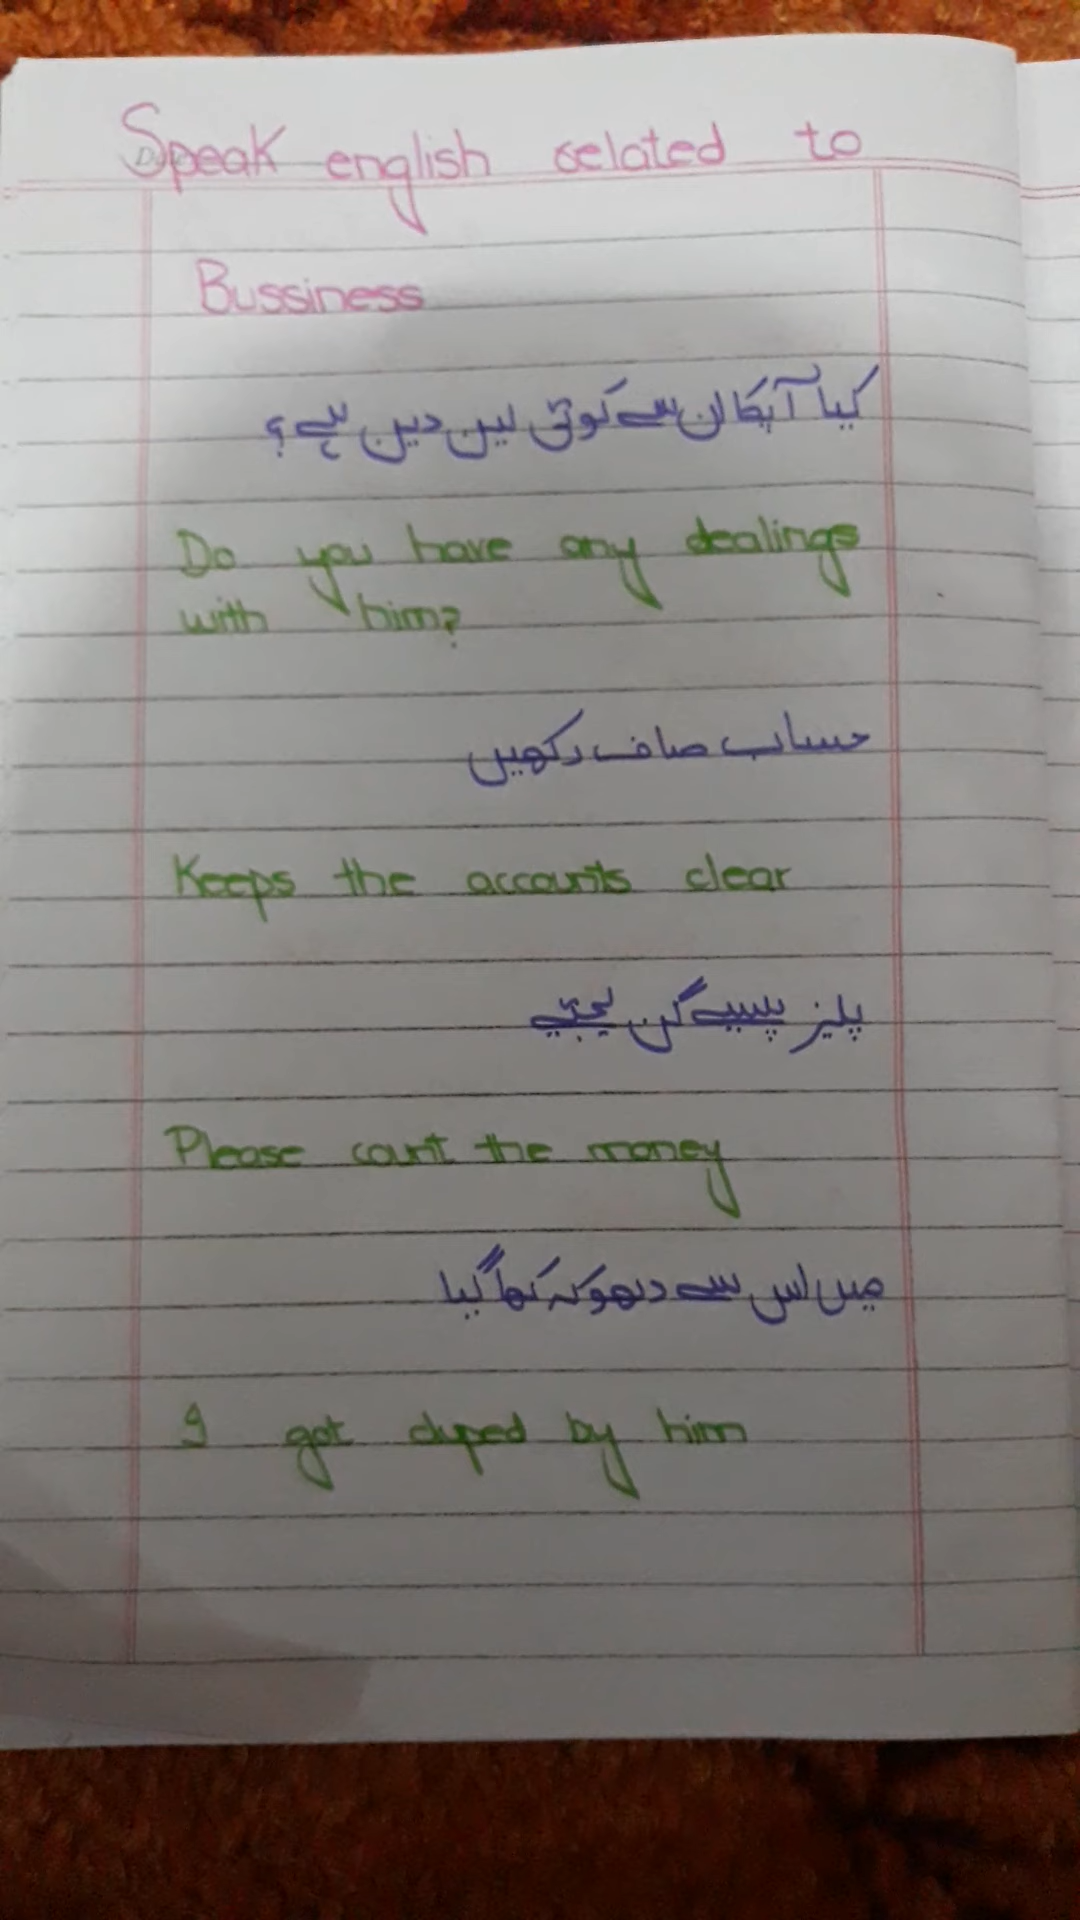 Speak english related to
Bussiness
کیا آپکا ان سے کوئی لین دین ہے؟
Do you have any dealings
with him?
حساب صاف رکھیں
Keeps the accounts clear
پلیز پیسے گن لیجئیے
Please count the money
میں اس سے دھوکہ کھا گیا
I got duped by him